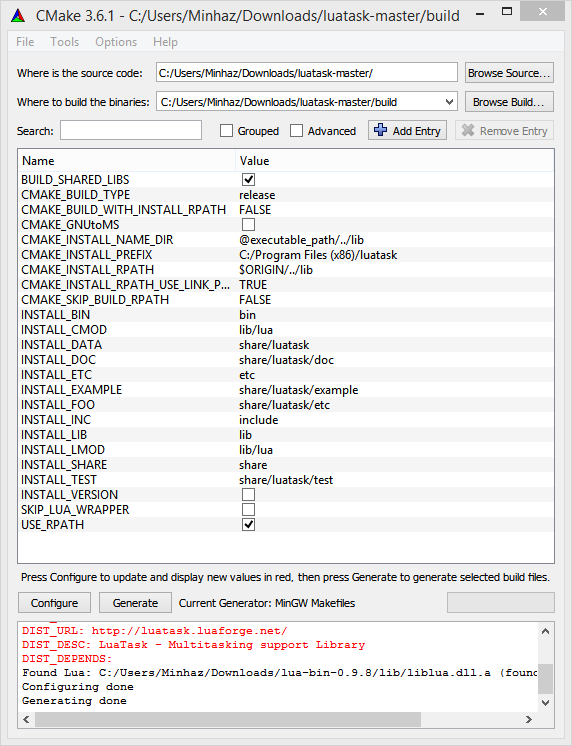 CMake 3.6.1 - C:/Users/Minhaz/Downloads/luatask-master/build
File Tools Options Help
Where is the source code: C:/Users/Minhaz/Downloads/luatask-master/ Browse Source...
Where to build the binaries: C:/Users/Minhaz/Downloads/luatask-master/build Browse Build...
Search: Grouped Advanced Add Entry Remove Entry
Name Value
BUILD_SHARED_LIBS
CMAKE_BUILD_TYPE release
CMAKE_BUILD_WITH_INSTALL_RPATH FALSE
CMAKE_GNUtoMS
CMAKE_INSTALL_NAME_DIR @executable_path/../lib
CMAKE_INSTALL_PREFIX C:/Program Files (x86)/luatask
CMAKE_INSTALL_RPATH $ORIGIN/../lib
CMAKE_INSTALL_RPATH_USE_LINK_P... TRUE
CMAKE_SKIP_BUILD_RPATH FALSE
INSTALL_BIN bin
INSTALL_CMOD lib/lua
INSTALL_DATA share/luatask
INSTALL_DOC share/luatask/doc
INSTALL_ETC etc
INSTALL_EXAMPLE share/luatask/example
INSTALL_FOO share/luatask/etc
INSTALL_INC include
INSTALL_LIB lib
INSTALL_LMOD lib/lua
INSTALL_SHARE share
INSTALL_TEST share/luatask/test
INSTALL_VERSION
SKIP_LUA_WRAPPER
USE_RPATH
Press Configure to update and display new values in red, then press Generate to generate selected build files.
Configure Generate Current Generator: MinGW Makefiles
DIST_URL: http://luatask.luaforge.net/
DIST_DESC: LuaTask - Multitasking support Library
DIST_DEPENDS:
Found Lua: C:/Users/Minhaz/Downloads/lua-bin-0.9.8/lib/liblua.dll.a (found
Configuring done
Generating done